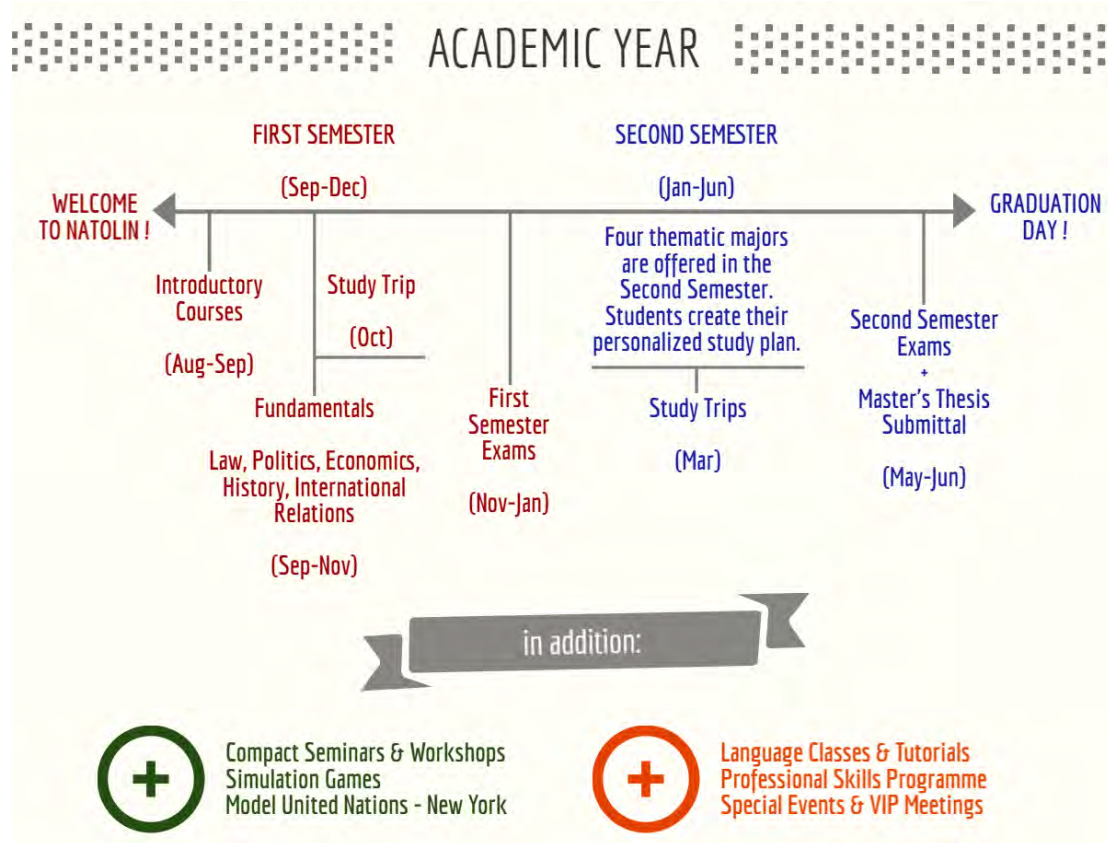 ACADEMIC YEAR
FIRST SEMESTER
(Sep-Dec)
SECOND SEMESTER
(Jan-Jun)
WELCOME
TO NATOLIN !
GRADUATION
DAY !
Introductory
Courses
(Aug-Sep)
Study Trip
(Oct)
Fundamentals
Law, Politics, Economics,
History, International
Relations
(Sep-Nov)
First
Semester
Exams
(Nov-Jan)
Four thematic majors
are offered in the
Second Semester.
Students create their
personalized study plan.
Study Trips
(Mar)
Second Semester
Exams
+
Master's Thesis
Submittal
(May-Jun)
in addition:
+
Compact Seminars & Workshops
Simulation Games
Model United Nations - New York
+
Language Classes & Tutorials
Professional Skills Programme
Special Events & VIP Meetings